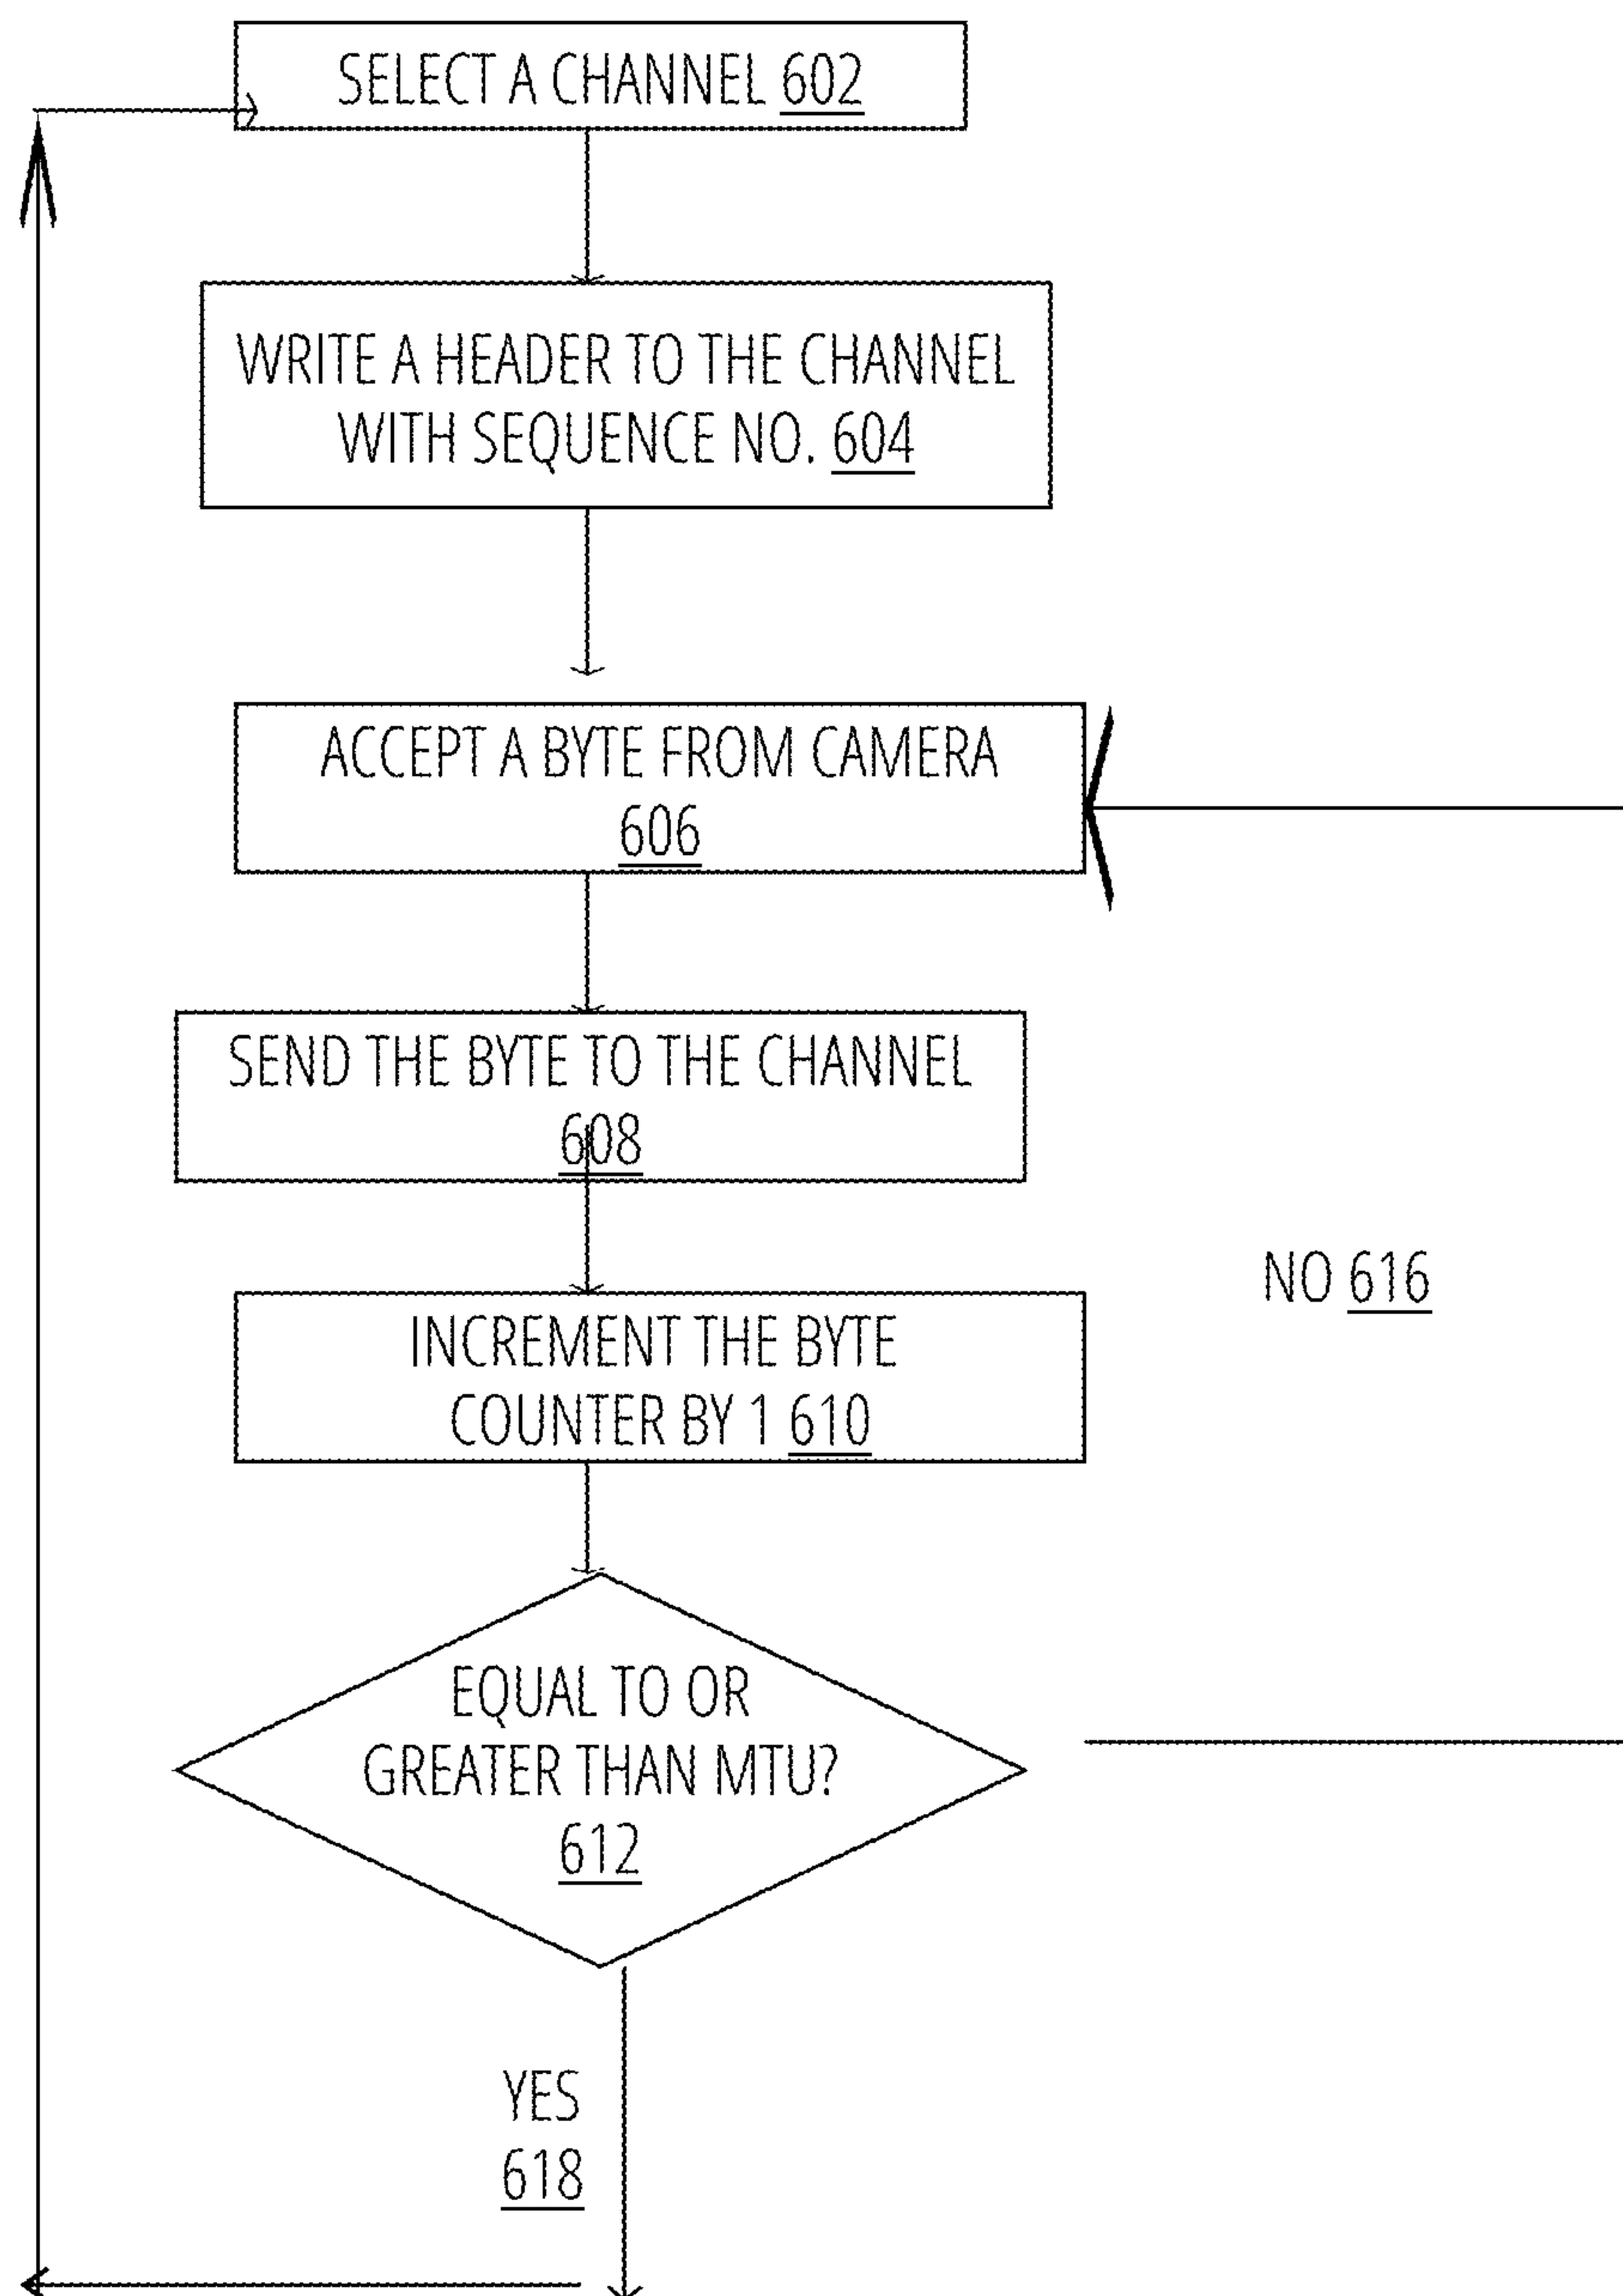 SELECT A CHANNEL 602
WRITE A HEADER TO THE CHANNEL
WITH SEQUENCE NO. 604
ACCEPT A BYTE FROM CAMERA
606
SEND THE BYTE TO THE CHANNEL
608
NO 616
INCREMENT THE BYTE
COUNTER BY 1 610
EQUAL TO OR
GREATER THAN MTU?
612
YES
618